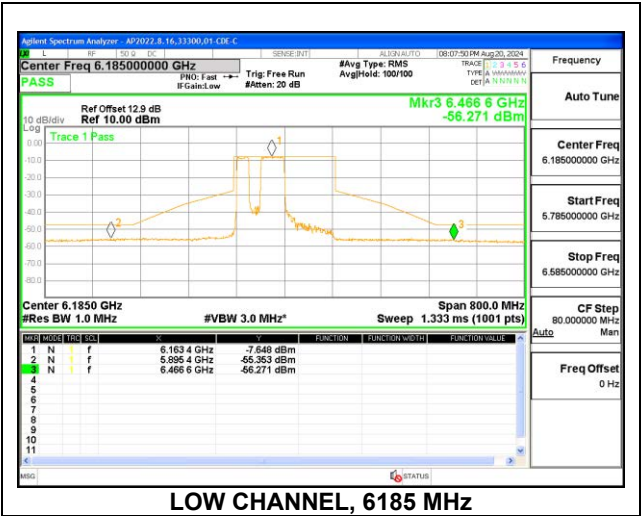 Agilent Spectrum Analyzer - AP2022.8.16,33300,01-CDE-C
L RF 50 Ω DC SENSE:INT ALIGN AUTO 08:07:50 PM Aug 20, 2024
Center Freq 6.185000000 GHz #Avg Type: RMS TRACE 1 2 3 4 5 6
PASS PNO: Fast Trig: Free Run Avg|Hold: 100/100 TYPE A WWWWW
IFGain:Low #Atten: 20 dB DET A N N N N N
Frequency
Auto Tune
Ref Offset 12.9 dB Mkr3 6.466 6 GHz
10 dB/div Ref 10.00 dBm -56.271 dBm
Log
Trace 1 Pass
0.00
-10.0
-20.0
-30.0
-40.0
-50.0
-60.0
-70.0
-80.0
1
2
3
Center 6.1850 GHz Span 800.0 MHz
#Res BW 1.0 MHz #VBW 3.0 MHz* Sweep 1.333 ms (1001 pts)
MKR MODE TRC SCL X Y FUNCTION FUNCTION WIDTH FUNCTION VALUE
1 N 1 f 6.163 4 GHz -7.648 dBm
2 N 1 f 5.895 4 GHz -55.353 dBm
3 N 1 f 6.466 6 GHz -56.271 dBm
4
5
6
7
8
9
10
11
Center Freq
6.185000000 GHz
Start Freq
5.785000000 GHz
Stop Freq
6.585000000 GHz
CF Step
80.000000 MHz
Auto Man
Freq Offset
0 Hz
MSG STATUS
LOW CHANNEL, 6185 MHz